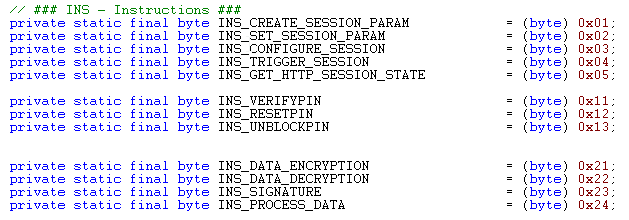 // ### INS - Instructions ###
private static final byte INS_CREATE_SESSION_PARAM = (byte) 0x01;
private static final byte INS_SET_SESSION_PARAM = (byte) 0x02;
private static final byte INS_CONFIGURE_SESSION = (byte) 0x03;
private static final byte INS_TRIGGER_SESSION = (byte) 0x04;
private static final byte INS_GET_HTTP_SESSION_STATE = (byte) 0x05;
private static final byte INS_VERIFYPIN = (byte) 0x11;
private static final byte INS_RESETPIN = (byte) 0x12;
private static final byte INS_UNBLOCKPIN = (byte) 0x13;
private static final byte INS_DATA_ENCRYPTION = (byte) 0x21;
private static final byte INS_DATA_DECRYPTION = (byte) 0x22;
private static final byte INS_SIGNATURE = (byte) 0x23;
private static final byte INS_PROCESS_DATA = (byte) 0x24;